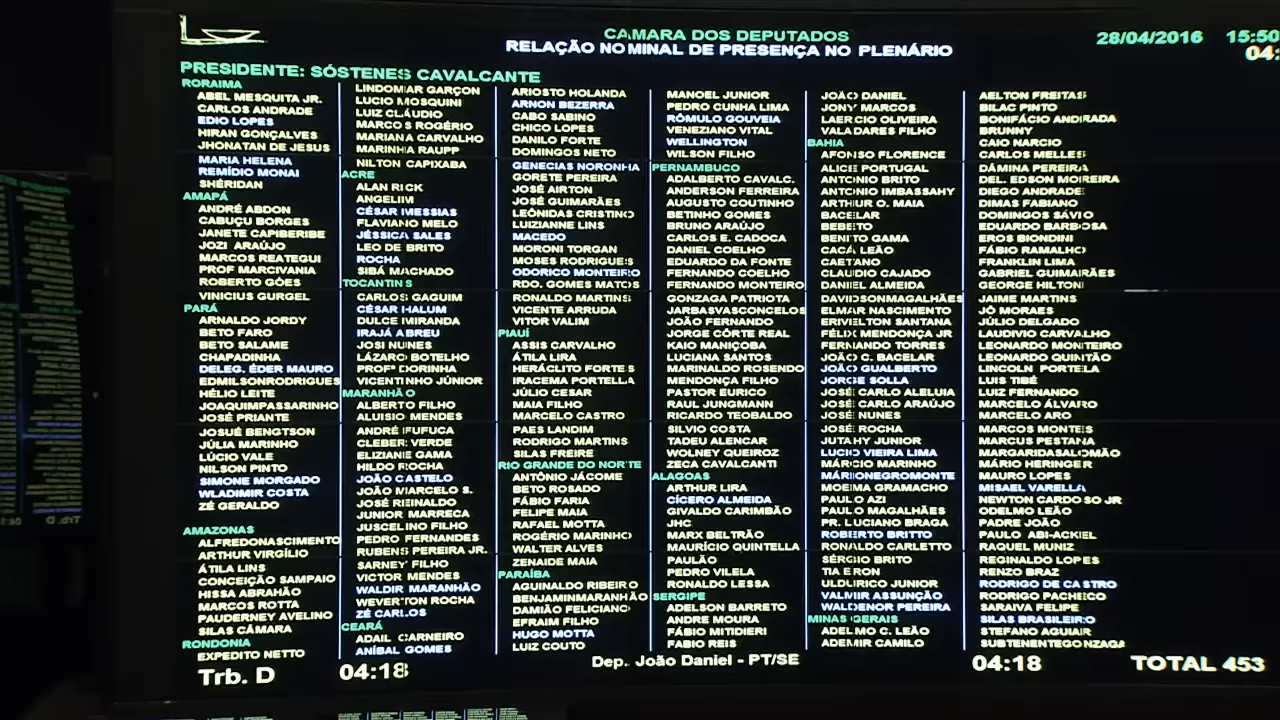 CAMARA DOS DEPUTADOS
RELAÇÃO NOMINAL DE PRESENÇA NO PLENÁRIO
28/04/2016 15:50
04:
PRESIDENTE: SÓSTENES CAVALCANTE
RORAIMA
ABEL MESQUITA JR.
CARLOS ANDRADE
EDIO LOPES
HIRAN GONÇALVES
JHONATAN DE JESUS
MARIA HELENA
REMÍDIO MONAI
SHÉRIDAN
AMAPÁ
ANDRÉ ABDON
CABUÇU BORGES
JANETE CAPIBERIBE
JOZI ARAÚJO
MARCOS REATEGUI
PROF MARCIVANIA
ROBERTO GÓES
VINICIUS GURGEL
PARÁ
ARNALDO JORDY
BETO FARO
BETO SALAME
CHAPADINHA
DELEG. ÉDER MAURO
EDMILSONRODRIGUES
HÉLIO LEITE
JOAQUIMPASSARINHO
JOSÉ PRIANTE
JOSUÉ BENGTSON
JÚLIA MARINHO
LÚCIO VALE
NILSON PINTO
SIMONE MORGADO
WLADIMIR COSTA
ZÉ GERALDO
AMAZONAS
ALFREDONASCIMENTO
ARTHUR VIRGÍLIO
ÁTILA LINS
CONCEIÇÃO SAMPAIO
HISSA ABRAHÃO
MARCOS ROTTA
PAUDERNEY AVELINO
SILAS CÂMARA
RONDONIA
EXPEDITO NETTO
LINDOMAR GARÇON
LUCIO MOSQUINI
LUIZ CLÁUDIO
MARCOS ROGÉRIO
MARIANA CARVALHO
MARINHA RAUPP
NILTON CAPIXABA
ACRE
ALAN RICK
ANGELIM
CÉSAR MESSIAS
FLAVIANO MELO
JÉSSICA SALES
LEO DE BRITO
ROCHA
SIBÁ MACHADO
TOCANTINS
CARLOS GAGUIM
CÉSAR HALUM
DULCE MIRANDA
IRAJÁ ABREU
JOSI NUNES
LÁZARO BOTELHO
PROFª DORINHA
VICENTINHO JÚNIOR
MARANHÃO
ALBERTO FILHO
ALUISIO MENDES
ANDRÉ FUFUCA
CLEBER VERDE
ELIZIANE GAMA
HILDO ROCHA
JOÃO CASTELO
JOÃO MARCELO S.
JOSÉ REINALDO
JUNIOR MARRECA
JUSCELINO FILHO
PEDRO FERNANDES
RUBENS PEREIRA JR.
SARNEY FILHO
VICTOR MENDES
WALDIR MARANHÃO
WEVERTON ROCHA
ZÉ CARLOS
CEARÁ
ADAIL CARNEIRO
ANÍBAL GOMES
ARIOSTO HOLANDA
ARNON BEZERRA
CABO SABINO
CHICO LOPES
DANILO FORTE
DOMINGOS NETO
GENECIAS NORONHA
GORETE PEREIRA
JOSÉ AIRTON
JOSÉ GUIMARÃES
LEÔNIDAS CRISTINO
LUIZIANNE LINS
MACEDO
MORONI TORGAN
MOSES RODRIGUES
ODORICO MONTEIRO
RDO. GOMES MATOS
RONALDO MARTINS
VICENTE ARRUDA
VITOR VALIM
PIAUÍ
ASSIS CARVALHO
ÁTILA LIRA
HERÁCLITO FORTES
IRACEMA PORTELLA
JÚLIO CESAR
MAIA FILHO
MARCELO CASTRO
PAES LANDIM
RODRIGO MARTINS
SILAS FREIRE
RIO GRANDE DO NORTE
ANTÔNIO JÁCOME
BETO ROSADO
FÁBIO FARIA
FELIPE MAIA
RAFAEL MOTTA
ROGÉRIO MARINHO
WALTER ALVES
ZENAIDE MAIA
PARAÍBA
AGUINALDO RIBEIRO
BENJAMINMARANHÃO
DAMIÃO FELICIANO
EFRAIM FILHO
HUGO MOTTA
LUIZ COUTO
MANOEL JUNIOR
PEDRO CUNHA LIMA
RÔMULO GOUVEIA
VENEZIANO VITAL
WELLINGTON
WILSON FILHO
PERNAMBUCO
ADALBERTO CAVALC.
ANDERSON FERREIRA
AUGUSTO COUTINHO
BETINHO GOMES
BRUNO ARAÚJO
CARLOS E. CADOCA
DANIEL COELHO
EDUARDO DA FONTE
FERNANDO COELHO
FERNANDO MONTEIRO
GONZAGA PATRIOTA
JARBASVASCONCELOS
JOÃO FERNANDO
JORGE CÔRTE REAL
KAIO MANIÇOBA
LUCIANA SANTOS
MARINALDO ROSENDO
MENDONÇA FILHO
PASTOR EURICO
RAUL JUNGMANN
RICARDO TEOBALDO
SILVIO COSTA
TADEU ALENCAR
WOLNEY QUEIROZ
ZECA CAVALCANTI
ALAGOAS
ARTHUR LIRA
CÍCERO ALMEIDA
GIVALDO CARIMBÃO
JHC
MARX BELTRÃO
MAURÍCIO QUINTELLA
PAULÃO
PEDRO VILELA
RONALDO LESSA
SERGIPE
ADELSON BARRETO
ANDRE MOURA
FÁBIO MITIDIERI
FABIO REIS
JOÃO DANIEL
JONY MARCOS
LAERCIO OLIVEIRA
VALADARES FILHO
BAHIA
AFONSO FLORENCE
ALICE PORTUGAL
ANTONIO BRITO
ANTONIO IMBASSAHY
ARTHUR O. MAIA
BACELAR
BEBETO
BENITO GAMA
CACÁ LEÃO
CAETANO
CLAUDIO CAJADO
DANIEL ALMEIDA
DAVIDSONMAGALHÃES
ELMAR NASCIMENTO
ERIVELTON SANTANA
FÉLIX MENDONÇA JR
FERNANDO TORRES
JOÃO C. BACELAR
JOÃO GUALBERTO
JORGE SOLLA
JOSÉ CARLO ALELUIA
JOSÉ CARLO ARAÚJO
JOSÉ NUNES
JOSÉ ROCHA
JUTAHY JUNIOR
LUCIO VIEIRA LIMA
MÁRCIO MARINHO
MÁRIONEGROMONTE
MOEMA GRAMACHO
PAULO AZI
PAULO MAGALHÃES
PR. LUCIANO BRAGA
ROBERTO BRITTO
RONALDO CARLETTO
SÉRGIO BRITO
TIA ERON
ULDURICO JUNIOR
VALMIR ASSUNÇÃO
WALDENOR PEREIRA
MINAS GERAIS
ADELMO C. LEÃO
ADEMIR CAMILO
AELTON FREITAS
BILAC PINTO
BONIFÁCIO ANDRADA
BRUNNY
CAIO NARCIO
CARLOS MELLES
DÂMINA PEREIRA
DEL. EDSON MOREIRA
DIEGO ANDRADE
DIMAS FABIANO
DOMINGOS SÁVIO
EDUARDO BARBOSA
EROS BIONDINI
FÁBIO RAMALHO
FRANKLIN LIMA
GABRIEL GUIMARÃES
GEORGE HILTON
JAIME MARTINS
JÔ MORAES
JÚLIO DELGADO
LAUDIVIO CARVALHO
LEONARDO MONTEIRO
LEONARDO QUINTÃO
LINCOLN PORTELA
LUIS TIBÉ
LUIZ FERNANDO
MARCELO ÁLVARO
MARCELO ARO
MARCOS MONTES
MARCUS PESTANA
MARGARIDASALOMÃO
MÁRIO HERINGER
MAURO LOPES
MISAEL VARELLA
NEWTON CARDOSO JR
ODELMO LEÃO
PADRE JOÃO
PAULO ABI-ACKEL
RAQUEL MUNIZ
REGINALDO LOPES
RENZO BRAZ
RODRIGO DE CASTRO
RODRIGO PACHECO
SARAIVA FELIPE
SILAS BRASILEIRO
STEFANO AGUIAR
SUBTENENTEGONZAGA
Trb. D
04:18
Dep. João Daniel - PT/SE
04:18
TOTAL 453